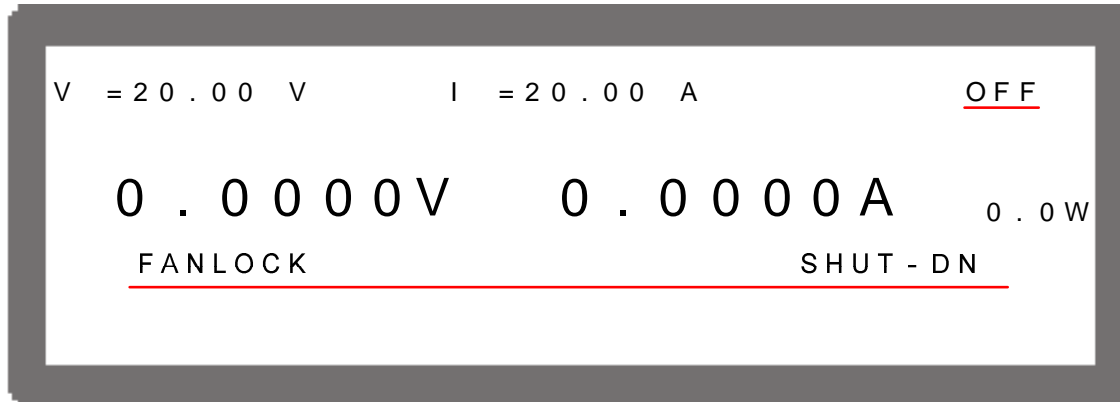 V =20.00 V I =20.00 A OFF
0.0000V 0.0000A 0.0W
FANLOCK SHUT-DN